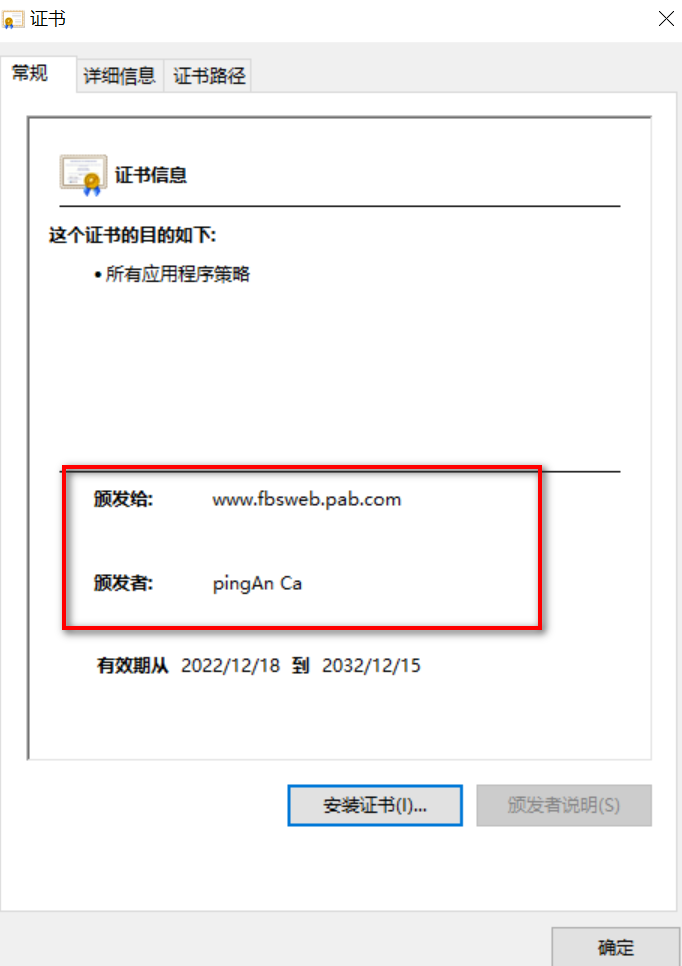 证书
常规 详细信息 证书路径
证书信息
这个证书的目的如下:
• 所有应用程序策略
颁发给: www.fbsweb.pab.com
颁发者: pingAn Ca
有效期从 2022/12/18 到 2032/12/15
安装证书(I)... 颁发者说明(S)
确定